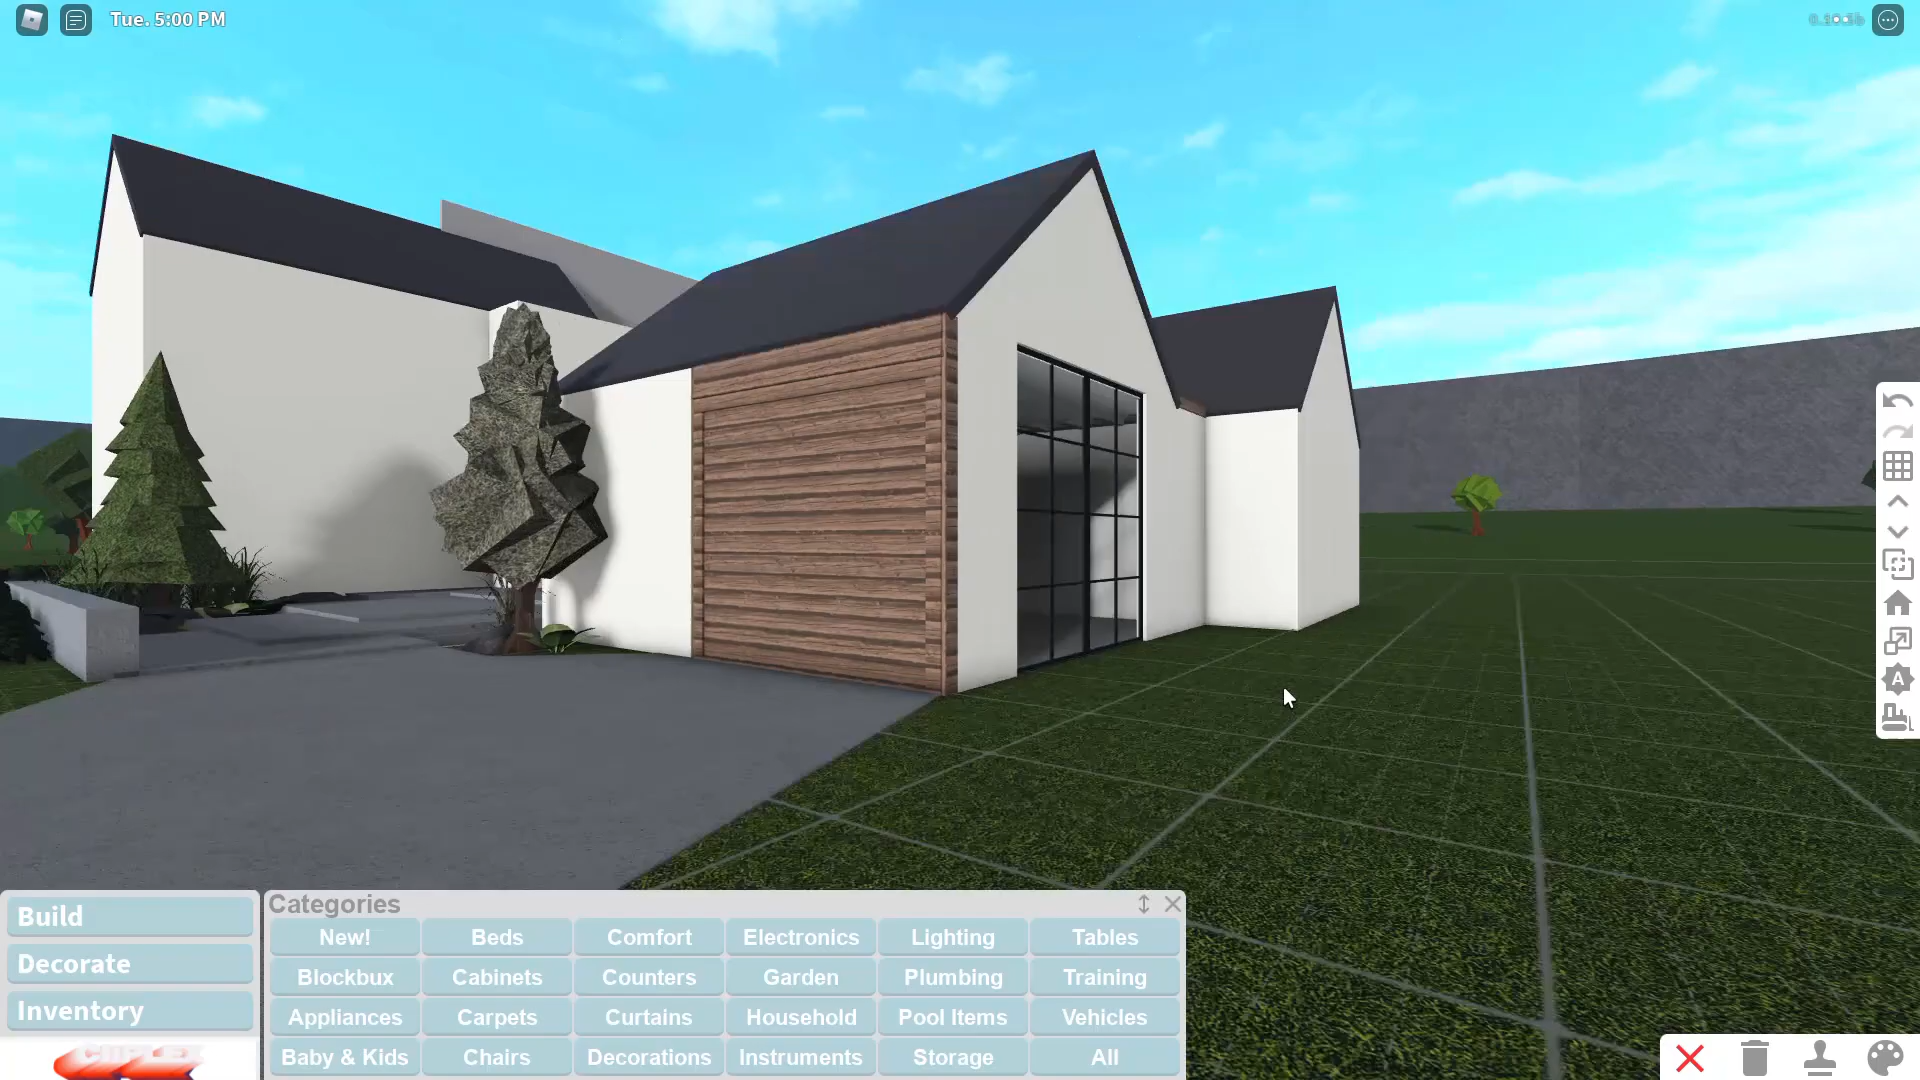 Tue. 5:00 PM
A
Build
Decorate
Inventory
Categories
New! Beds Comfort Electronics Lighting Tables
Blockbux Cabinets Counters Garden Plumbing Training
Appliances Carpets Curtains Household Pool Items Vehicles
Baby & Kids Chairs Decorations Instruments Storage All